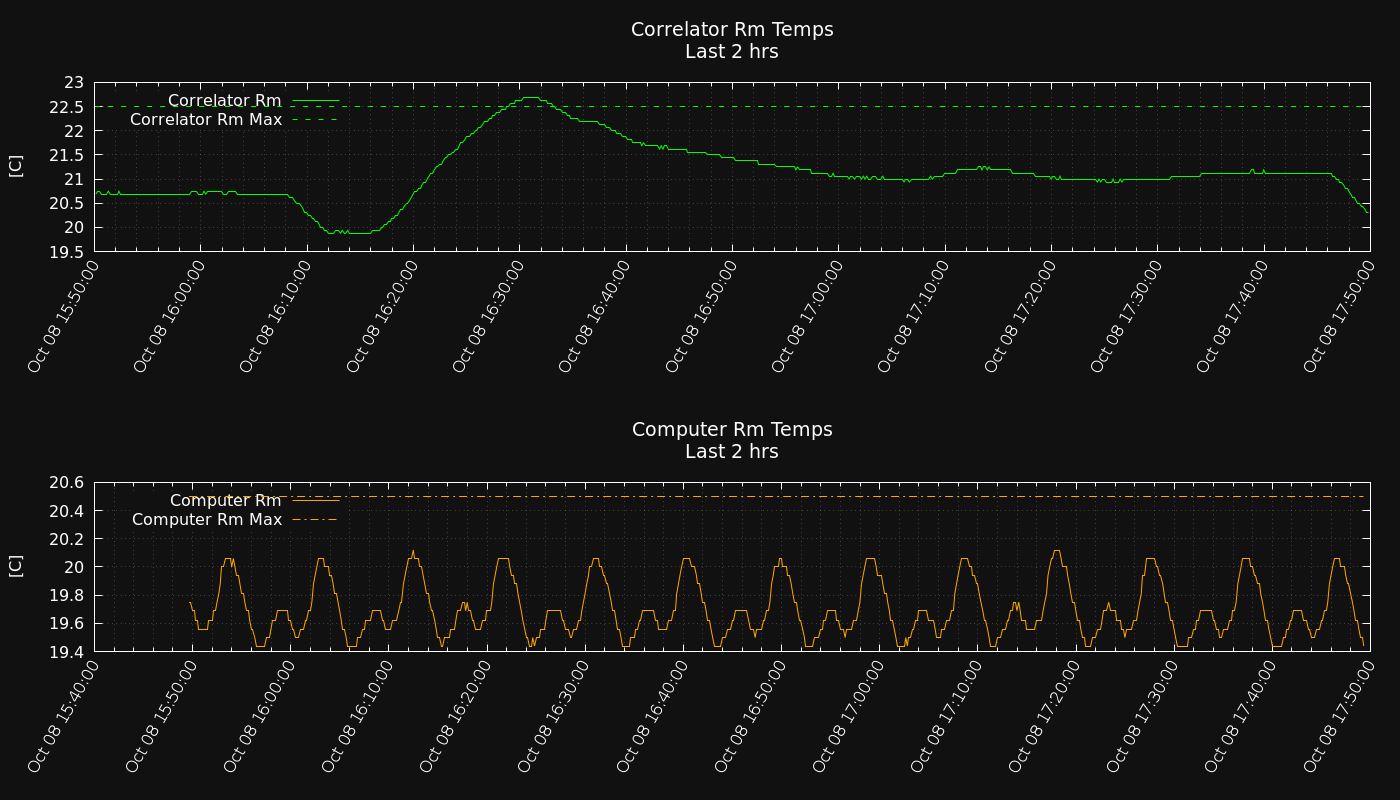 Correlator Rm Temps
Last 2 hrs
[C]
23
22.5
22
21.5
21
20.5
20
19.5
Correlator Rm
Correlator Rm Max
Oct 08 15:50:00
Oct 08 16:00:00
Oct 08 16:10:00
Oct 08 16:20:00
Oct 08 16:30:00
Oct 08 16:40:00
Oct 08 16:50:00
Oct 08 17:00:00
Oct 08 17:10:00
Oct 08 17:20:00
Oct 08 17:30:00
Oct 08 17:40:00
Oct 08 17:50:00
Computer Rm Temps
Last 2 hrs
[C]
20.6
20.4
20.2
20
19.8
19.6
19.4
Computer Rm
Computer Rm Max
Oct 08 15:40:00
Oct 08 15:50:00
Oct 08 16:00:00
Oct 08 16:10:00
Oct 08 16:20:00
Oct 08 16:30:00
Oct 08 16:40:00
Oct 08 16:50:00
Oct 08 17:00:00
Oct 08 17:10:00
Oct 08 17:20:00
Oct 08 17:30:00
Oct 08 17:40:00
Oct 08 17:50:00